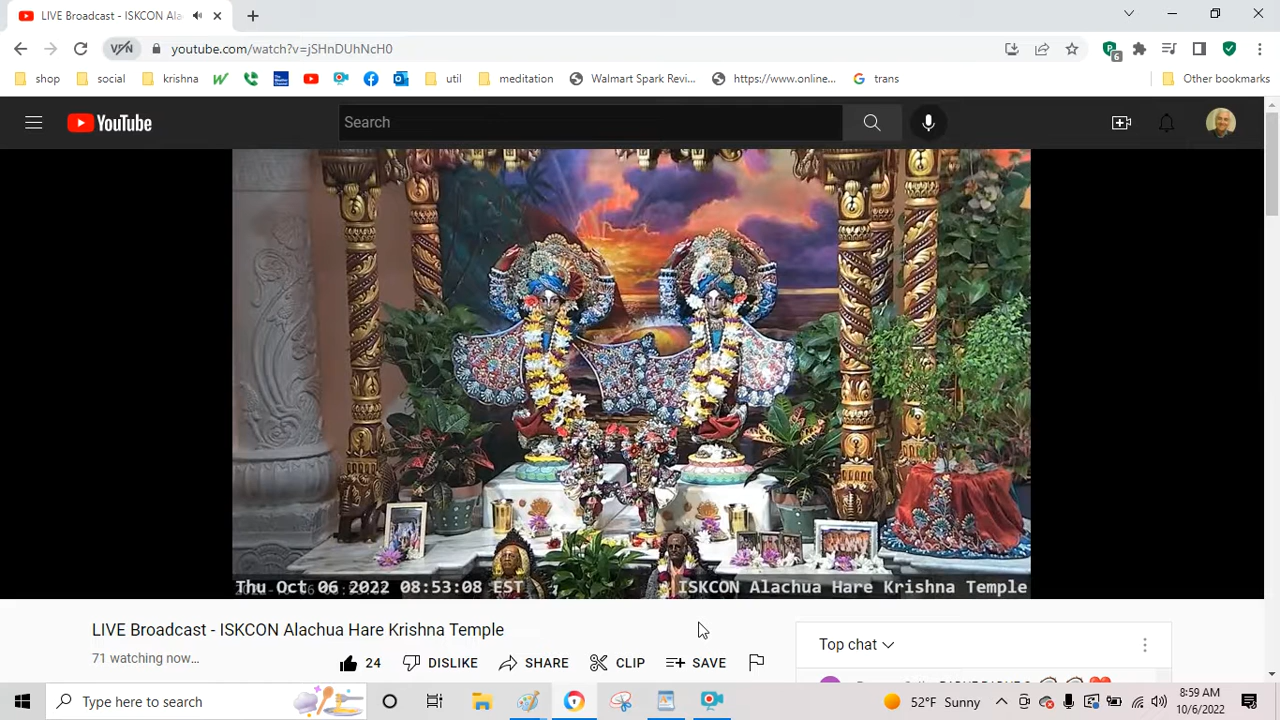 LIVE Broadcast - ISKCON Ala
youtube.com/watch?v=jSHnDUhNcH0
6
shop
social
krishna
util
meditation
Walmart Spark Revi...
https://www.online...
trans
Other bookmarks
YouTube
Search
Thu Oct 06 2022 08:53:08 EST
ISKCON Alachua Hare Krishna Temple
LIVE Broadcast - ISKCON Alachua Hare Krishna Temple
71 watching now...
24
DISLIKE
SHARE
CLIP
SAVE
Top chat
Type here to search
52°F Sunny
8:59 AM
10/6/2022